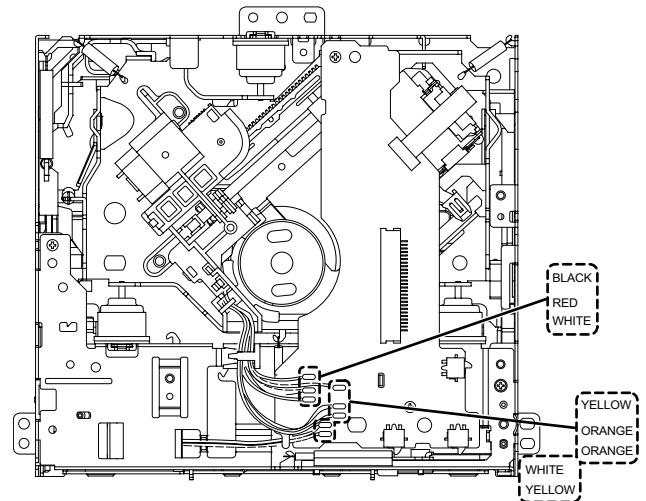 BLACK
RED
WHITE
YELLOW
ORANGE
ORANGE
WHITE
YELLOW